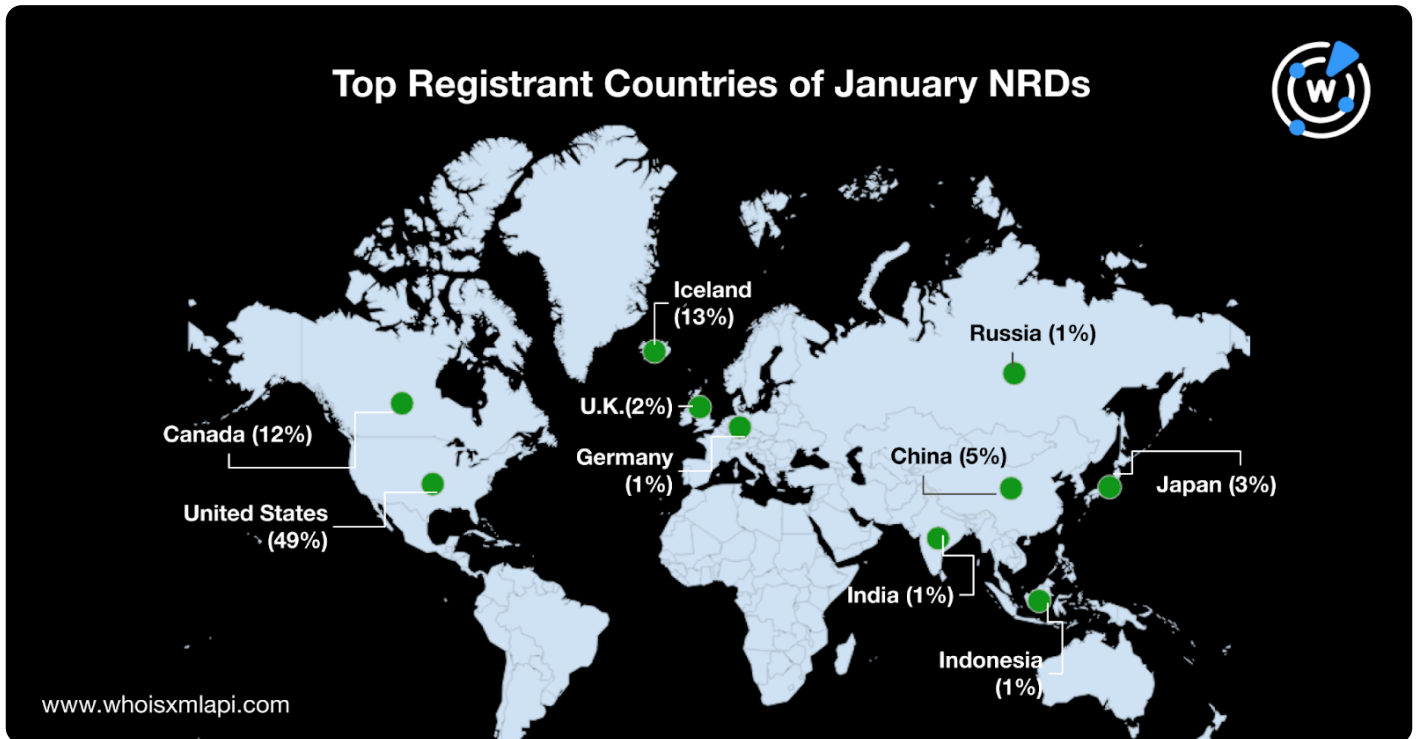 Top Registrant Countries of January NRDs
W
Iceland
(13%)
Russia (1%)
U.K.(2%)
Canada (12%)
Germany
(1%)
China (5%)
Japan (3%)
United States
(49%)
India (1%)
Indonesia
(1%)
www.whoisxmlapi.com